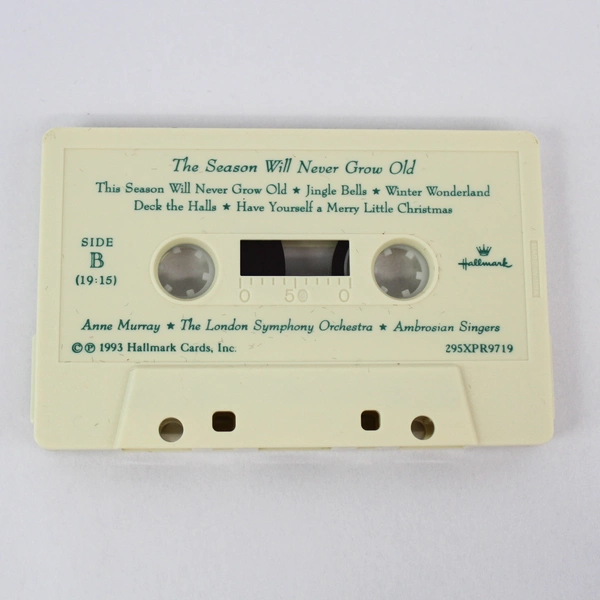 The Season Will Never Grow Old
This Season Will Never Grow Old ★ Jingle Bells ★ Winter Wonderland
Deck the Halls ★ Have Yourself a Merry Little Christmas
SIDE
B
(19:15)
Hallmark
0 50 0
Anne Murray ★ The London Symphony Orchestra ★ Ambrosian Singers
©℗ 1993 Hallmark Cards, Inc. 295XPR9719